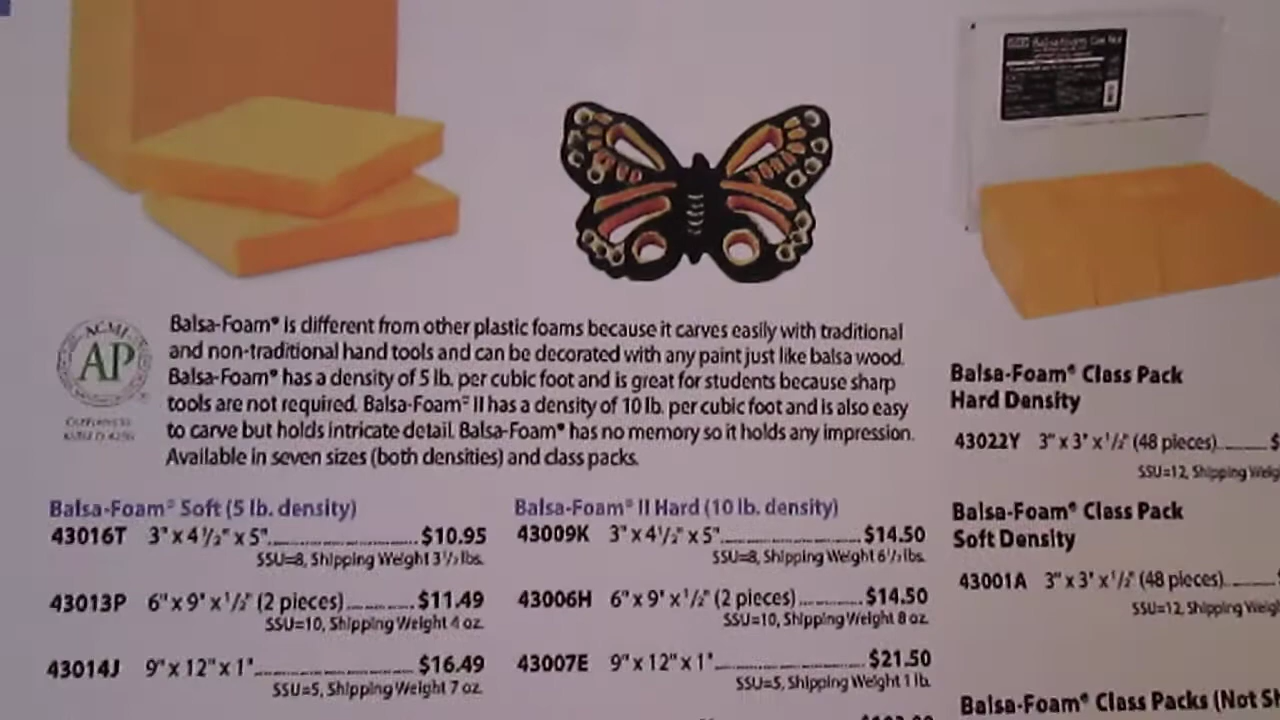 Balsa-Foam® is different from other plastic foams because it carves easily with traditional
and non-traditional hand tools and can be decorated with any paint just like balsa wood.
Balsa-Foam® has a density of 5 lb. per cubic foot and is great for students because sharp
tools are not required. Balsa-Foam® II has a density of 10 lb. per cubic foot and is also easy
to carve but holds intricate detail. Balsa-Foam® has no memory so it holds any impression.
Available in seven sizes (both densities) and class packs.
ACMI
AP
Balsa-Foam® Soft (5 lb. density)
43016T 3" x 4½" x 5" $10.95
SSU=8, Shipping Weight 3½ lbs.
43013P 6" x 9" x ½" (2 pieces) $11.49
SSU=10, Shipping Weight 4 oz.
43014J 9" x 12" x 1" $16.49
SSU=5, Shipping Weight 7 oz.
Balsa-Foam® II Hard (10 lb. density)
43009K 3" x 4½" x 5" $14.50
SSU=8, Shipping Weight 6½ lbs.
43006H 6" x 9" x ½" (2 pieces) $14.50
SSU=10, Shipping Weight 8 oz.
43007E 9" x 12" x 1" $21.50
SSU=5, Shipping Weight 1 lb.
Balsa-Foam® Class Pack
Hard Density
43022Y 3" x 3" x ½" (48 pieces) $
SSU=12, Shipping Weig
Balsa-Foam® Class Pack
Soft Density
43001A 3" x 3" x ½" (48 pieces)
SSU=12, Shipping Weig
Balsa-Foam® Class Packs (Not Sh